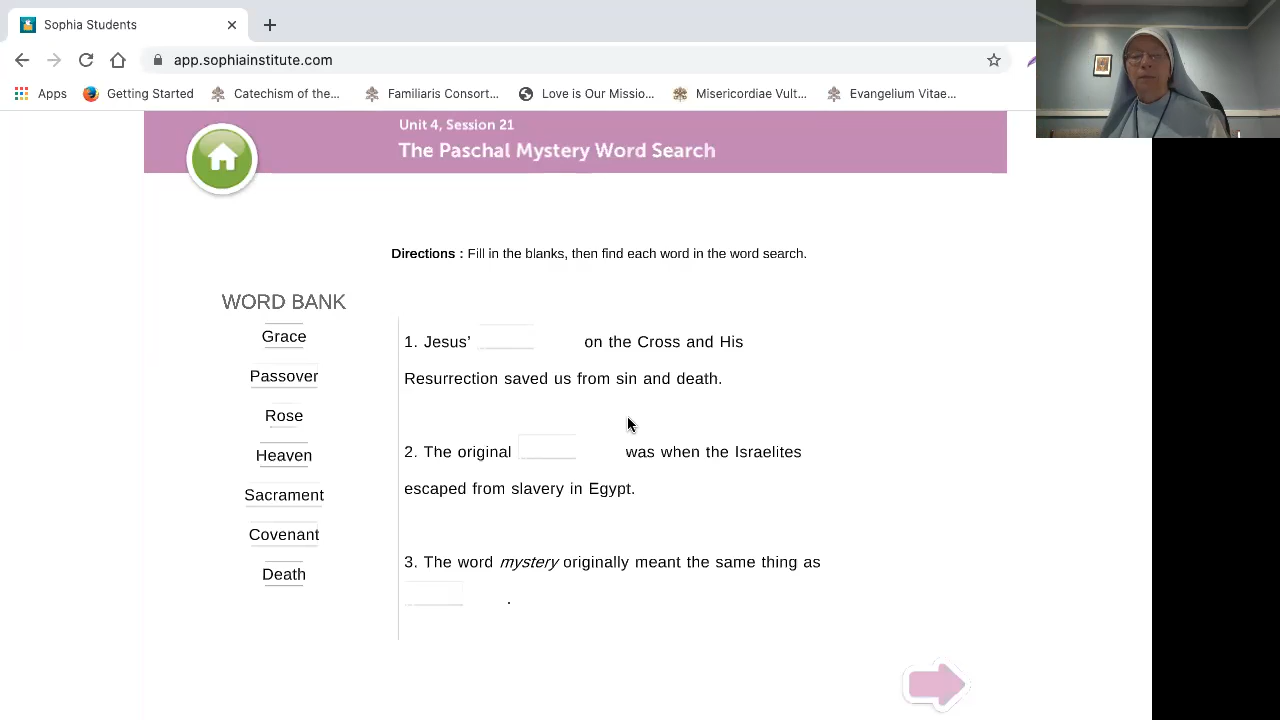 Sophia Students
app.sophiainstitute.com
Apps Getting Started Catechism of the... Familiaris Consort... Love is Our Missio... Misericordiae Vult... Evangelium Vitae...
Unit 4, Session 21
The Paschal Mystery Word Search
Directions : Fill in the blanks, then find each word in the word search.
WORD BANK
Grace
Passover
Rose
Heaven
Sacrament
Covenant
Death
1. Jesus’ on the Cross and His
Resurrection saved us from sin and death.
2. The original was when the Israelites
escaped from slavery in Egypt.
3. The word mystery originally meant the same thing as
.